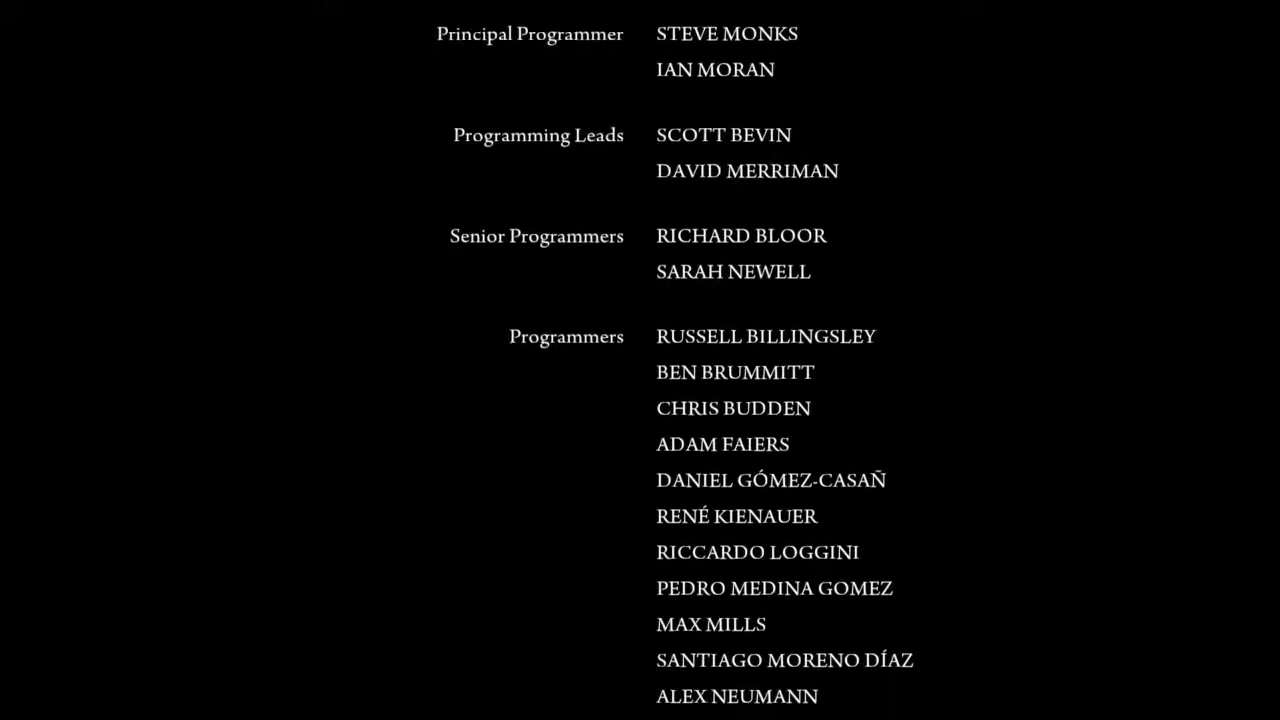 Principal Programmer STEVE MONKS
IAN MORAN
Programming Leads SCOTT BEVIN
DAVID MERRIMAN
Senior Programmers RICHARD BLOOR
SARAH NEWELL
Programmers RUSSELL BILLINGSLEY
BEN BRUMMITT
CHRIS BUDDEN
ADAM FAIERS
DANIEL GÓMEZ-CASAÑ
RENÉ KIENAUER
RICCARDO LOGGINI
PEDRO MEDINA GOMEZ
MAX MILLS
SANTIAGO MORENO DÍAZ
ALEX NEUMANN